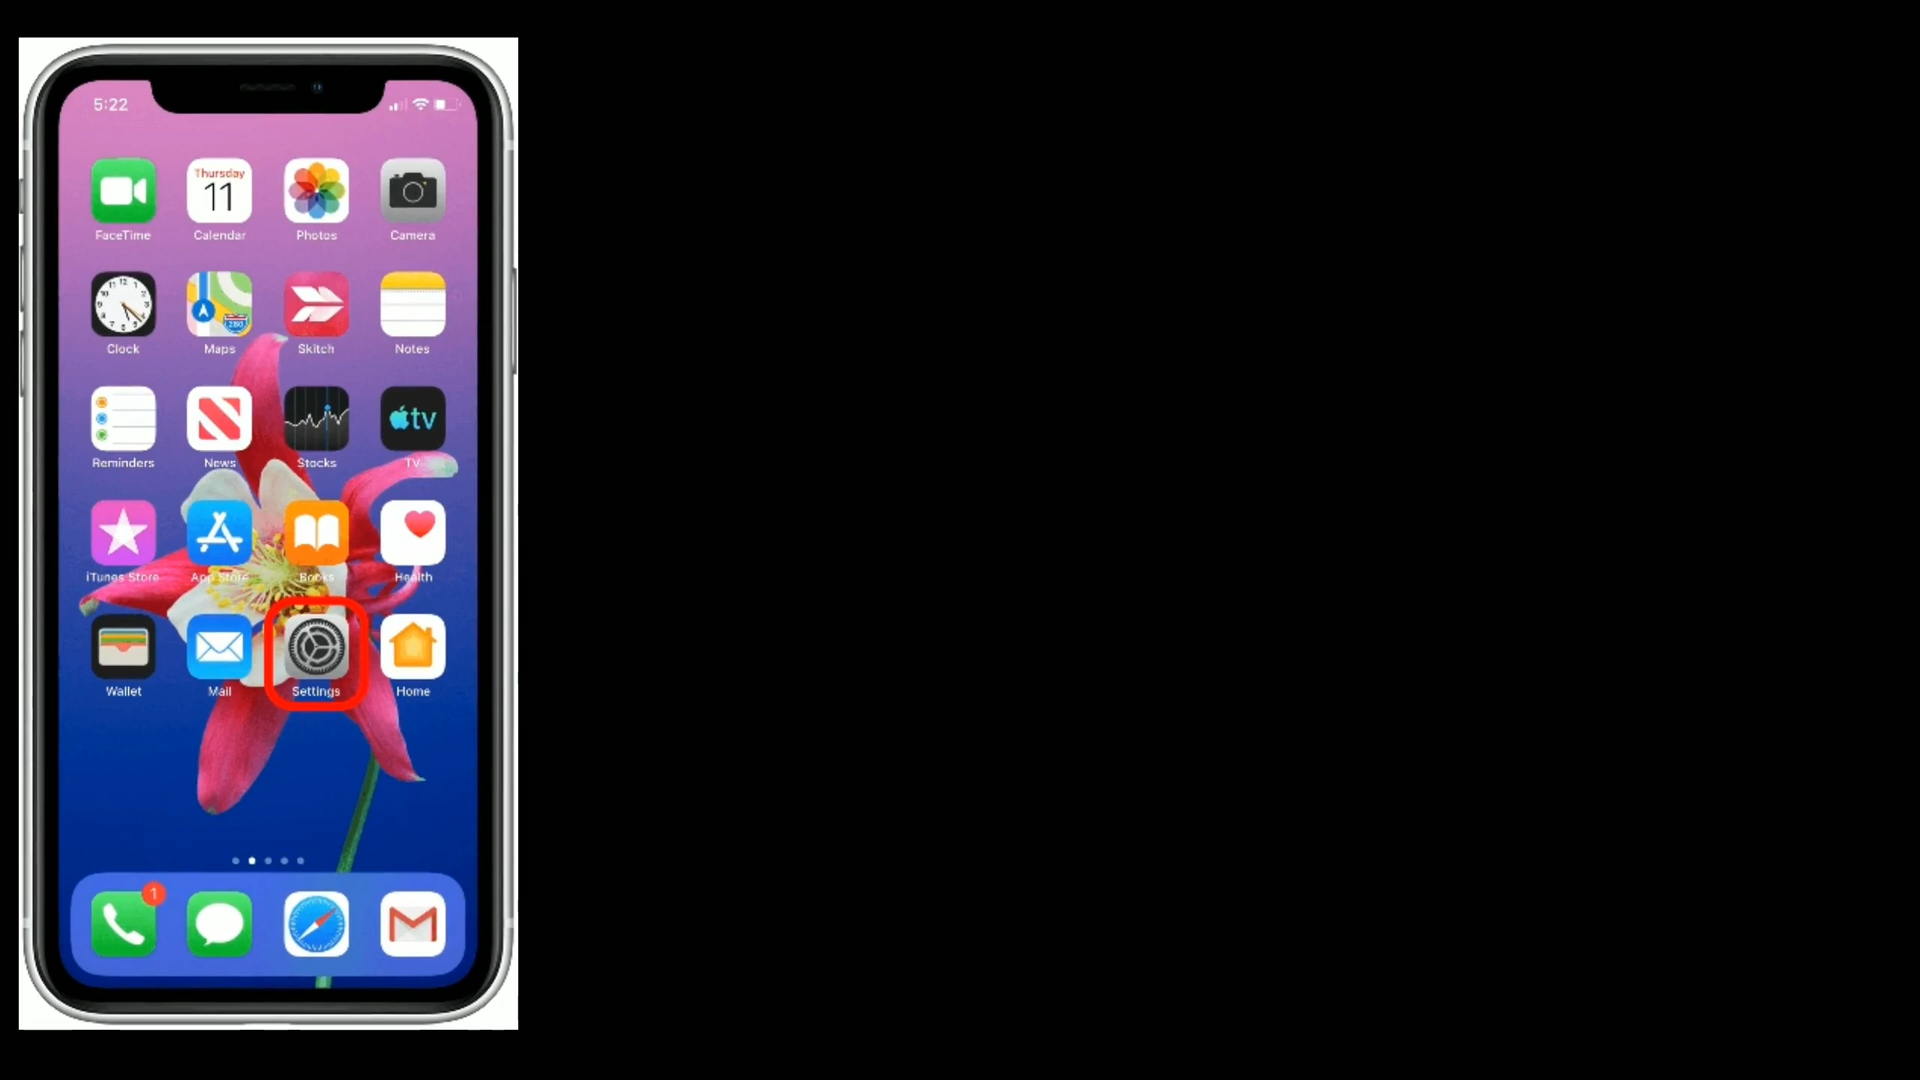 5:22
Thursday
11
FaceTime Calendar Photos Camera
280
Clock Maps Skitch Notes
tv
Reminders News Stocks TV
iTunes Store App Store Books Health
Wallet Mail Settings Home
1